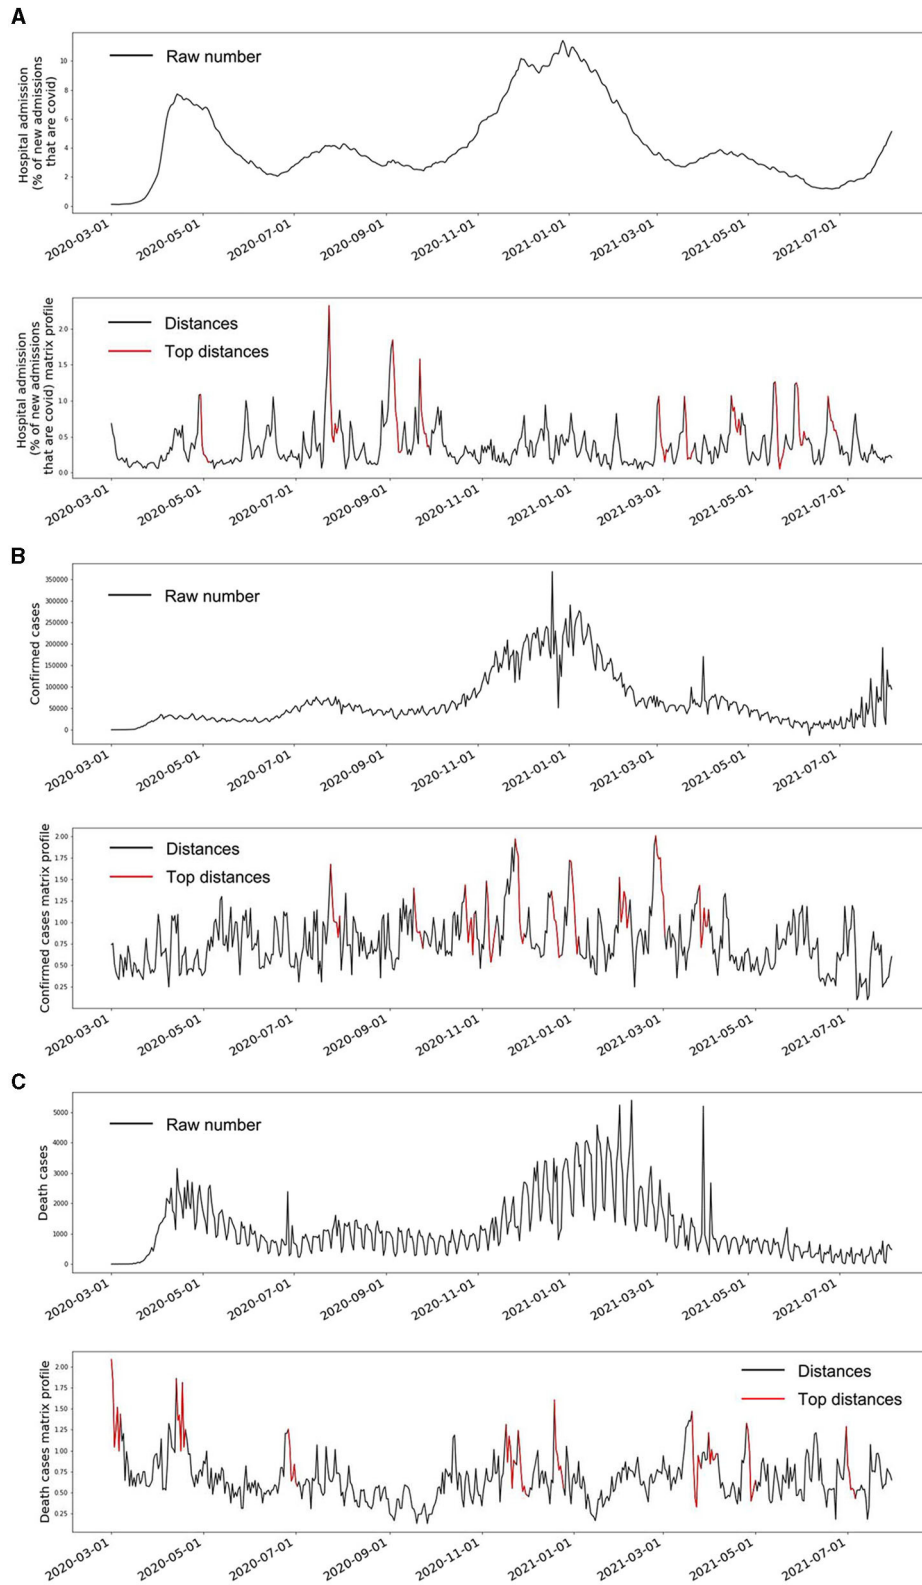 A
Raw number
Hospital admission
(% of new admissions
that are covid)
10
8
6
4
2
0
2020-03-01 2020-05-01 2020-07-01 2020-09-01 2020-11-01 2021-01-01 2021-03-01 2021-05-01 2021-07-01
Distances
Top distances
Hospital admission
(% of new admissions
that are covid) matrix profile
2.0
1.5
1.0
0.5
0.0
2020-03-01 2020-05-01 2020-07-01 2020-09-01 2020-11-01 2021-01-01 2021-03-01 2021-05-01 2021-07-01
B
Raw number
Confirmed cases
350000
300000
250000
200000
150000
100000
50000
0
2020-03-01 2020-05-01 2020-07-01 2020-09-01 2020-11-01 2021-01-01 2021-03-01 2021-05-01 2021-07-01
Distances
Top distances
Confirmed cases matrix profile
2.00
1.75
1.50
1.25
1.00
0.75
0.50
0.25
2020-03-01 2020-05-01 2020-07-01 2020-09-01 2020-11-01 2021-01-01 2021-03-01 2021-05-01 2021-07-01
C
Raw number
Death cases
5000
4000
3000
2000
1000
0
2020-03-01 2020-05-01 2020-07-01 2020-09-01 2020-11-01 2021-01-01 2021-03-01 2021-05-01 2021-07-01
Distances
Top distances
Death cases matrix profile
2.00
1.75
1.50
1.25
1.00
0.75
0.50
0.25
2020-03-01 2020-05-01 2020-07-01 2020-09-01 2020-11-01 2021-01-01 2021-03-01 2021-05-01 2021-07-01